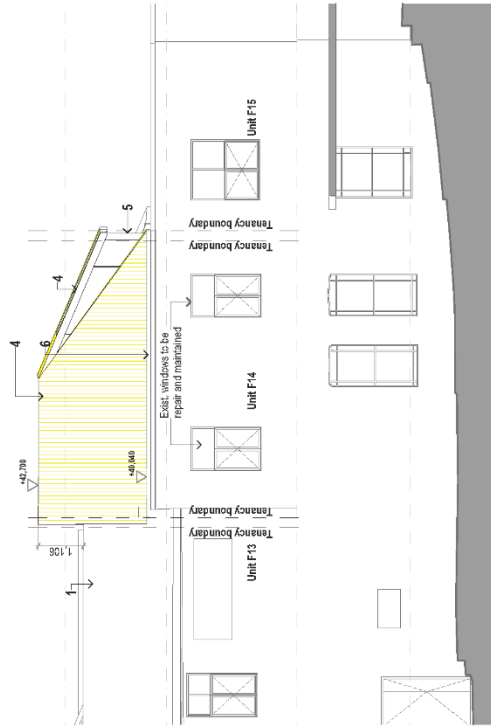 4
+42,700
1,106
6
4
1
5
+40,040
Exist. windows to be
repair and maintained
Tenancy boundary
Tenancy boundary
Tenancy boundary
Tenancy boundary
Unit F13
Unit F14
Unit F15